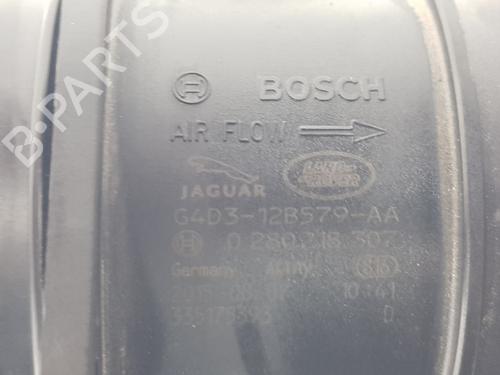 BOSCH
AIR FLOW
JAGUAR LAND ROVER
G4D3-12B579-AA
0 280 218 307
Germany
10:41
D
B-PARTS